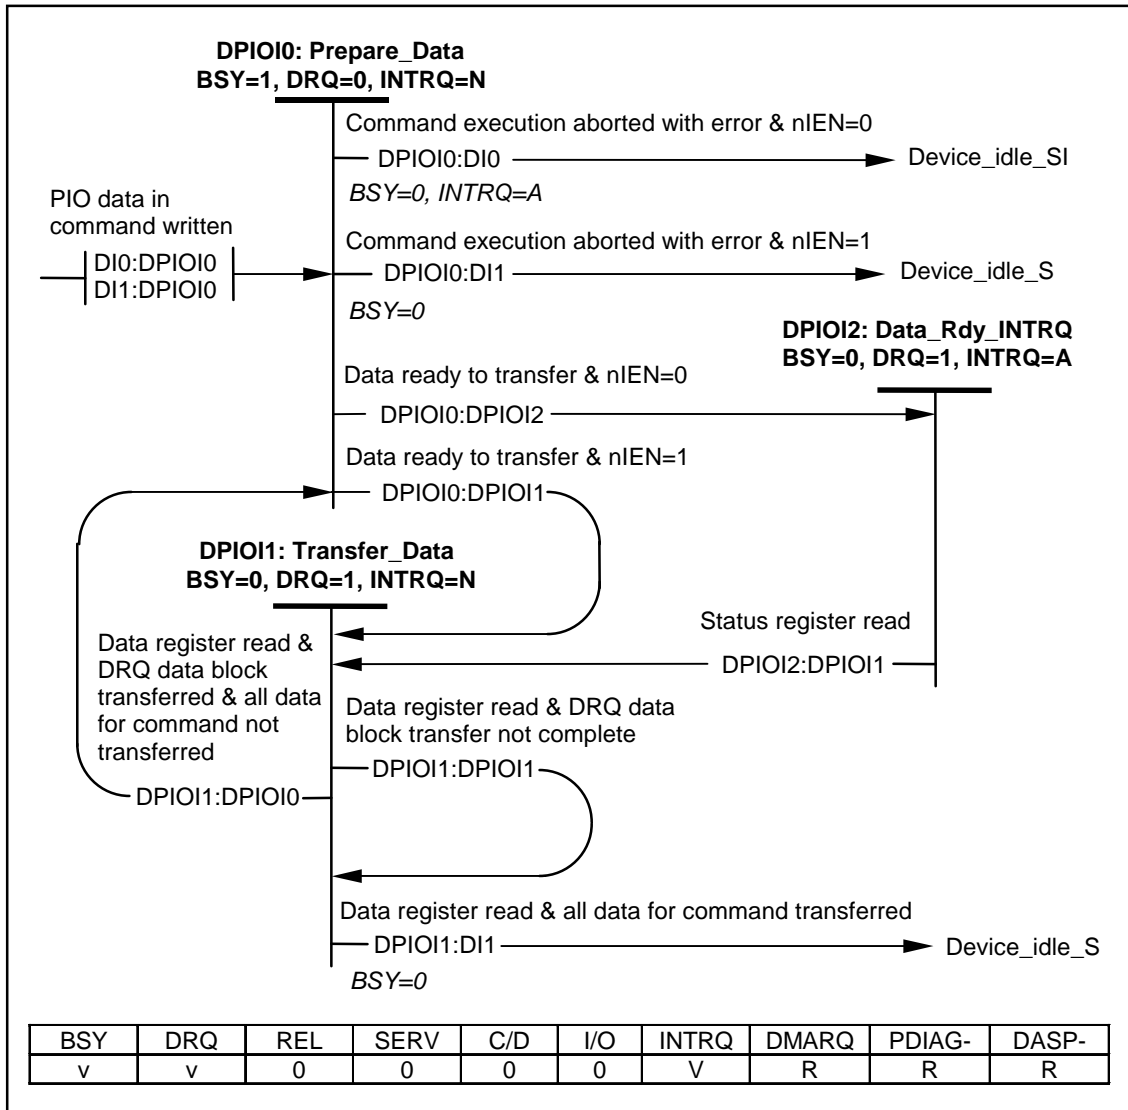 DPIOI0: Prepare_Data
BSY=1, DRQ=0, INTRQ=N
Command execution aborted with error & nIEN=0
DPIOI0:DI0
Device_idle_SI
BSY=0, INTRQ=A
PIO data in
command written
DI0:DPIOI0
DI1:DPIOI0
Command execution aborted with error & nIEN=1
DPIOI0:DI1
Device_idle_S
BSY=0
DPIOI2: Data_Rdy_INTRQ
BSY=0, DRQ=1, INTRQ=A
Data ready to transfer & nIEN=0
DPIOI0:DPIOI2
Data ready to transfer & nIEN=1
DPIOI0:DPIOI1
DPIOI1: Transfer_Data
BSY=0, DRQ=1, INTRQ=N
Status register read
DPIOI2:DPIOI1
Data register read &
DRQ data block
transferred & all data
for command not
transferred
DPIOI1:DPIOI0
Data register read & DRQ data
block transfer not complete
DPIOI1:DPIOI1
Data register read & all data for command transferred
DPIOI1:DI1
Device_idle_S
BSY=0
BSY DRQ REL SERV C/D I/O INTRQ DMARQ PDIAG- DASP-
v v 0 0 0 0 V R R R